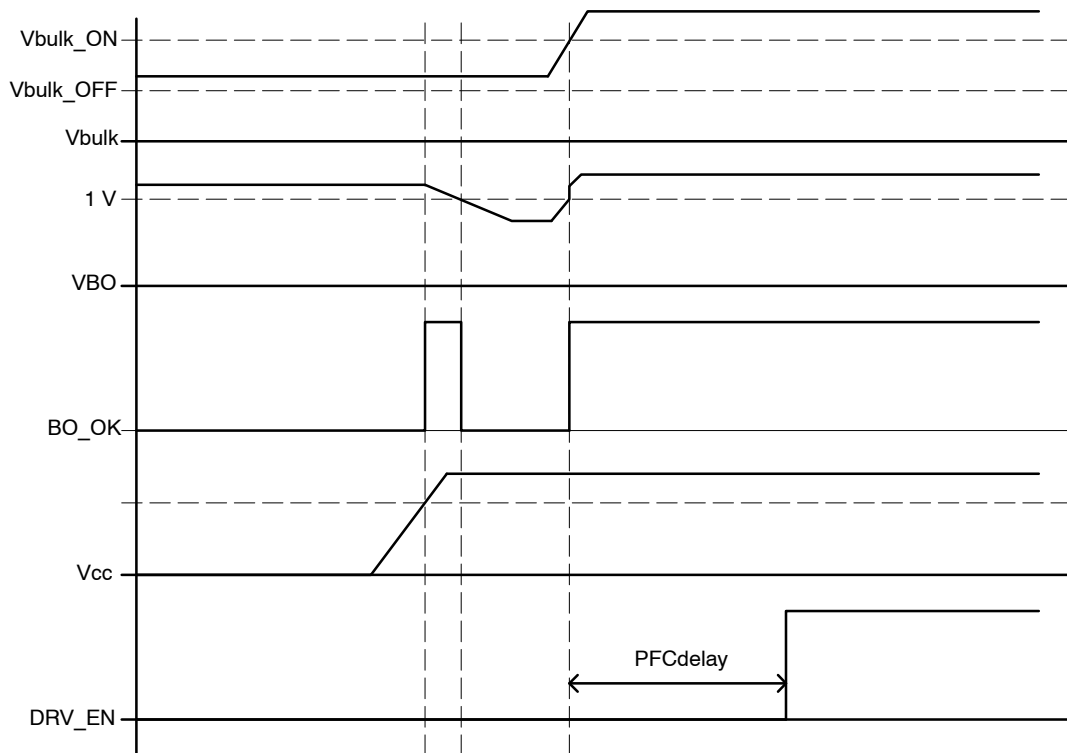 Vbulk_ON
Vbulk_OFF
Vbulk
1 V
VBO
BO_OK
Vcc
PFCdelay
DRV_EN